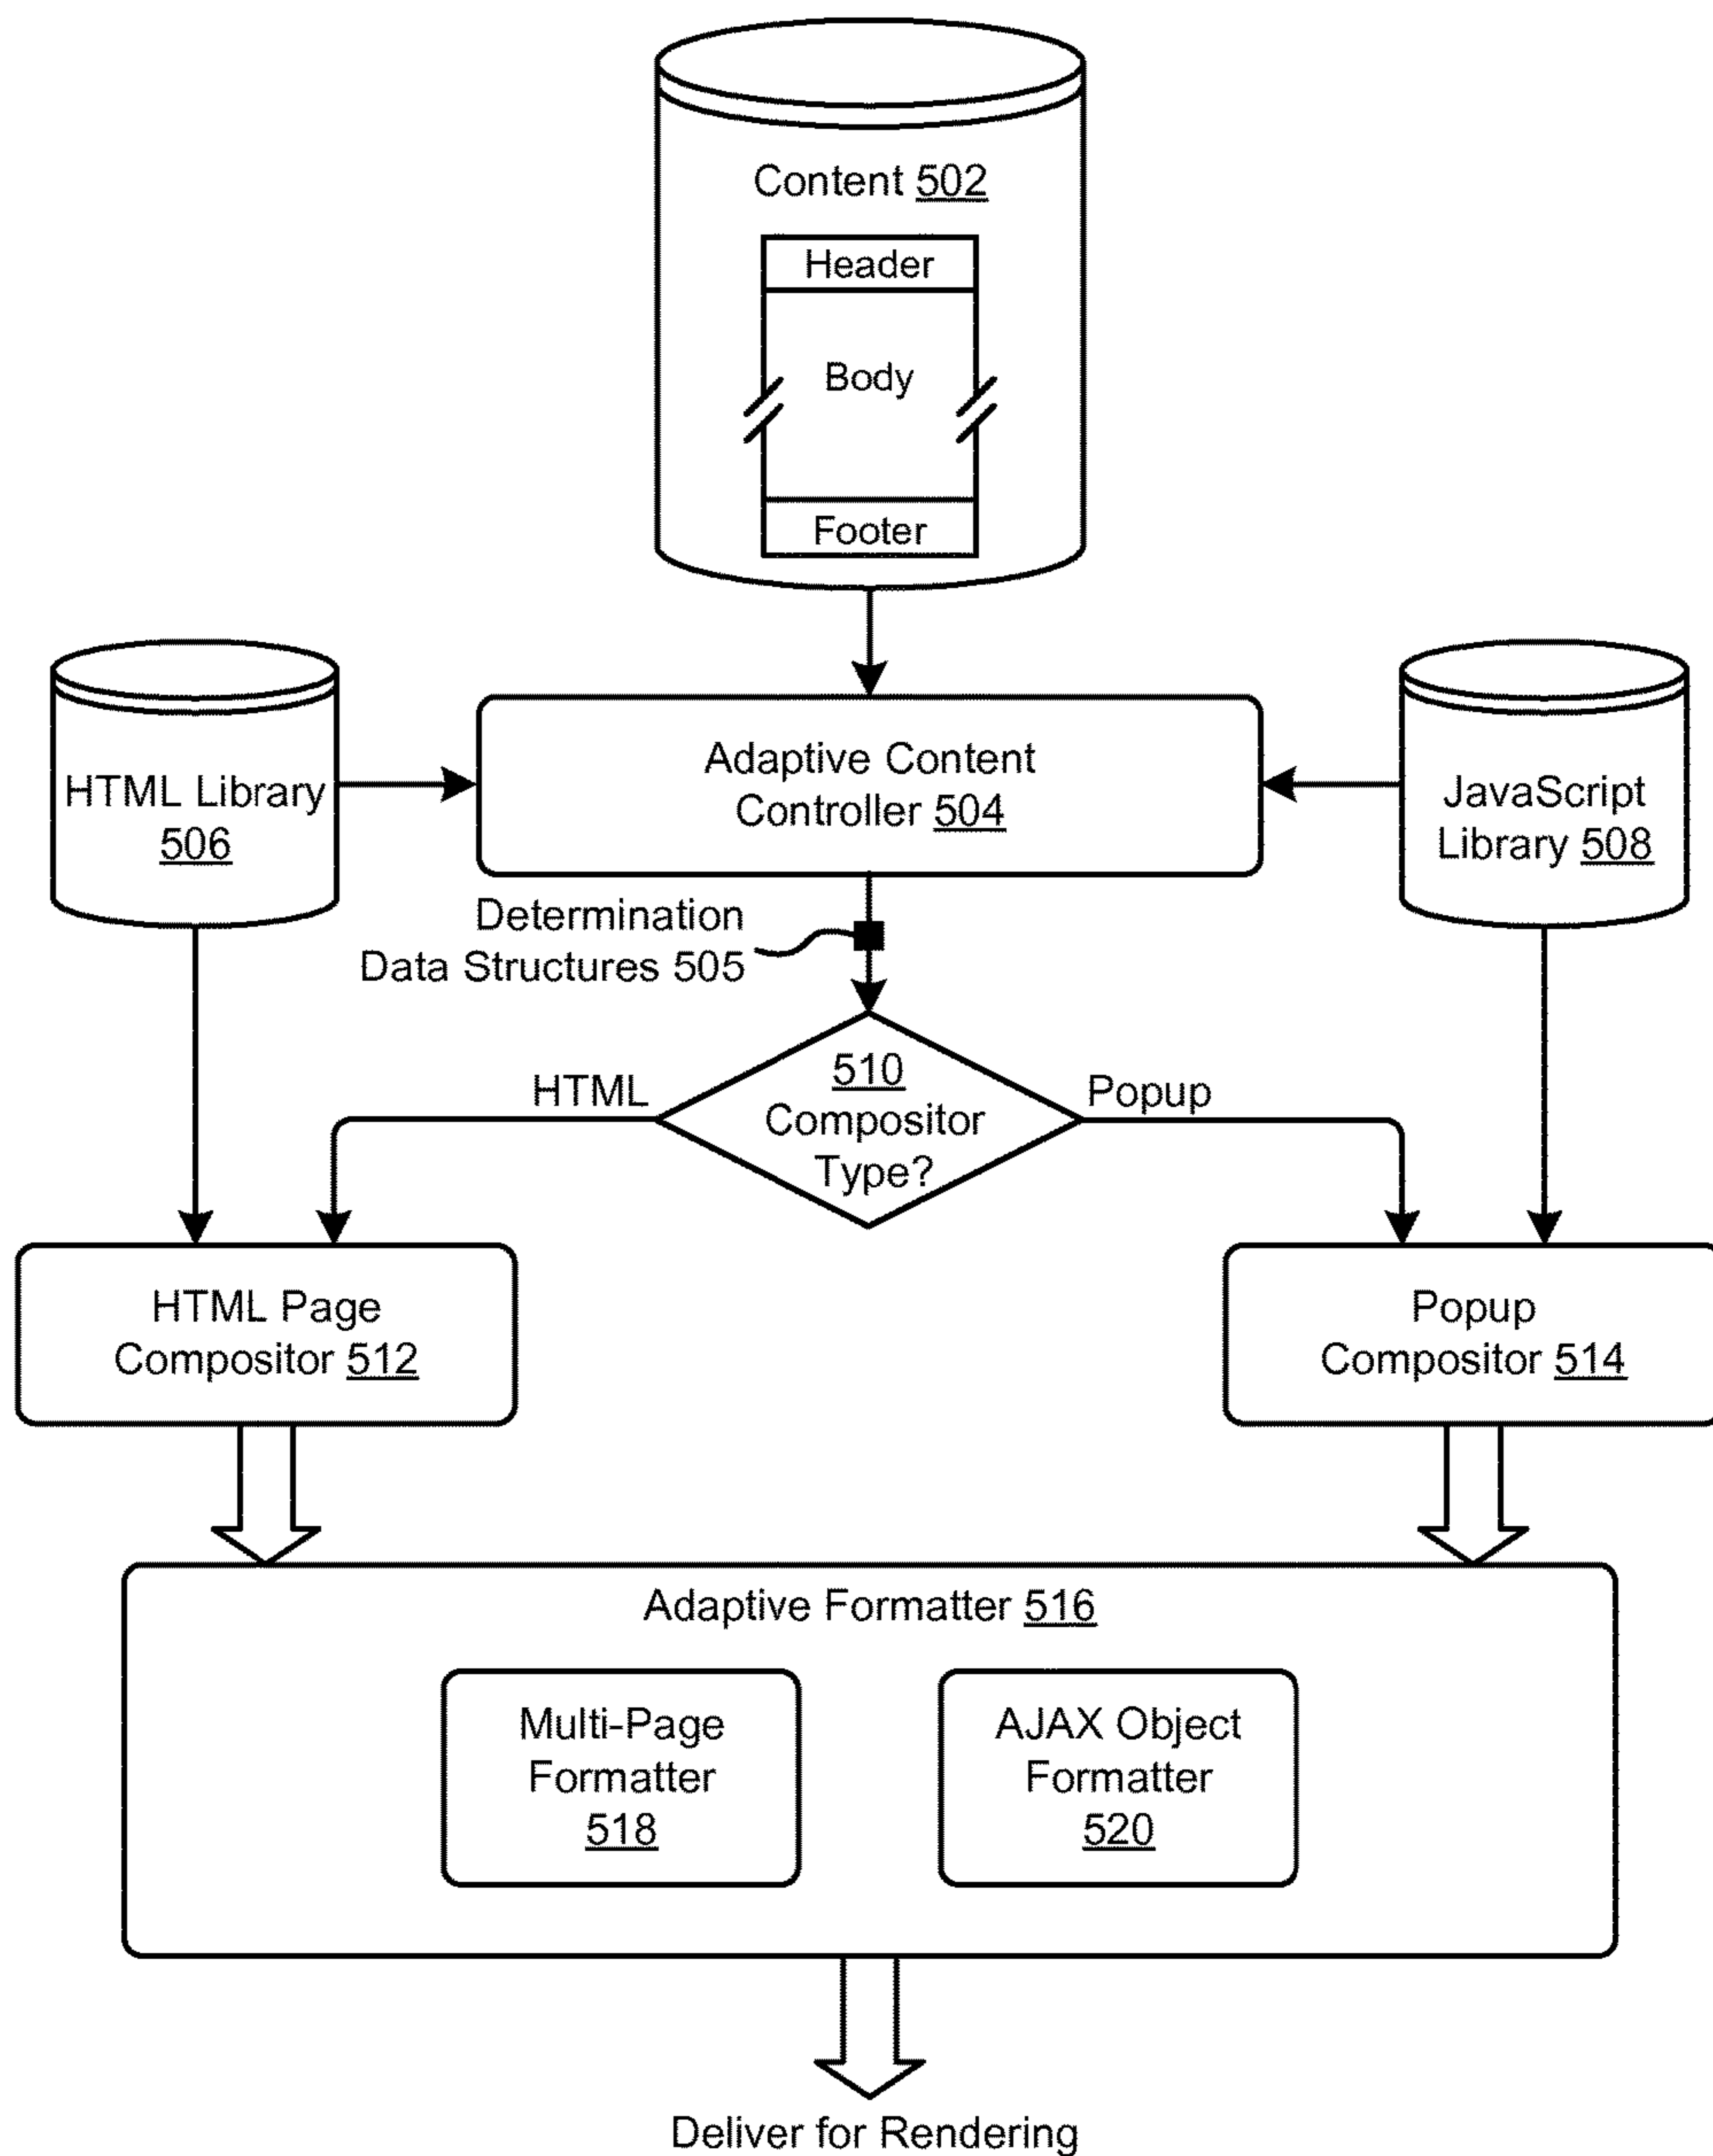 Content 502
Header
Body
Footer
HTML Library
506
Adaptive Content
Controller 504
JavaScript
Library 508
Determination
Data Structures 505
HTML
510
Compositor
Type?
Popup
HTML Page
Compositor 512
Popup
Compositor 514
Adaptive Formatter 516
Multi-Page
Formatter
518
AJAX Object
Formatter
520
Deliver for Rendering